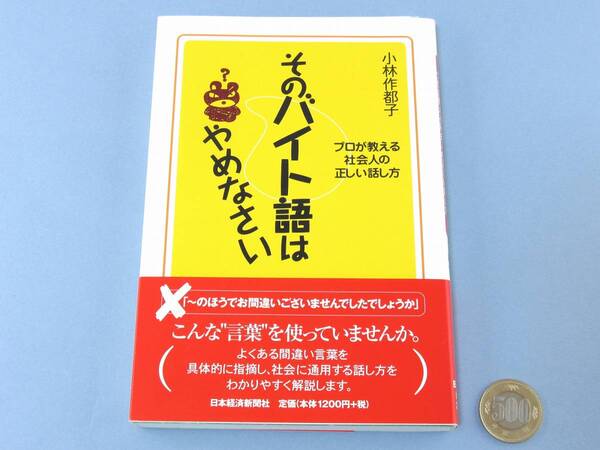 小林作都子
プロが教える
社会人の
正しい話し方
そのバイト語は
やめなさい
?
「～のほうでお間違いございませんでしたでしょうか」
こんな"言葉"を使っていませんか。
よくある間違い言葉を
具体的に指摘し、社会に通用する話し方を
わかりやすく解説します。
日本経済新聞社 定価(本体1200円+税)
500